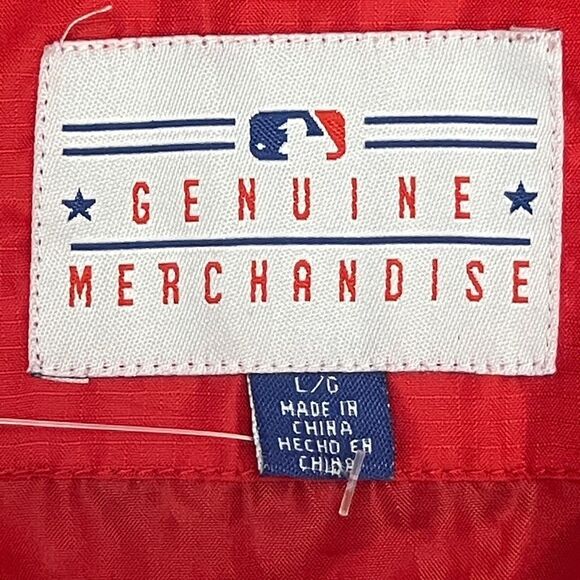 GENUINE
MERCHANDISE
L/G
MADE IN
CHINA
HECHO EN
CHINA